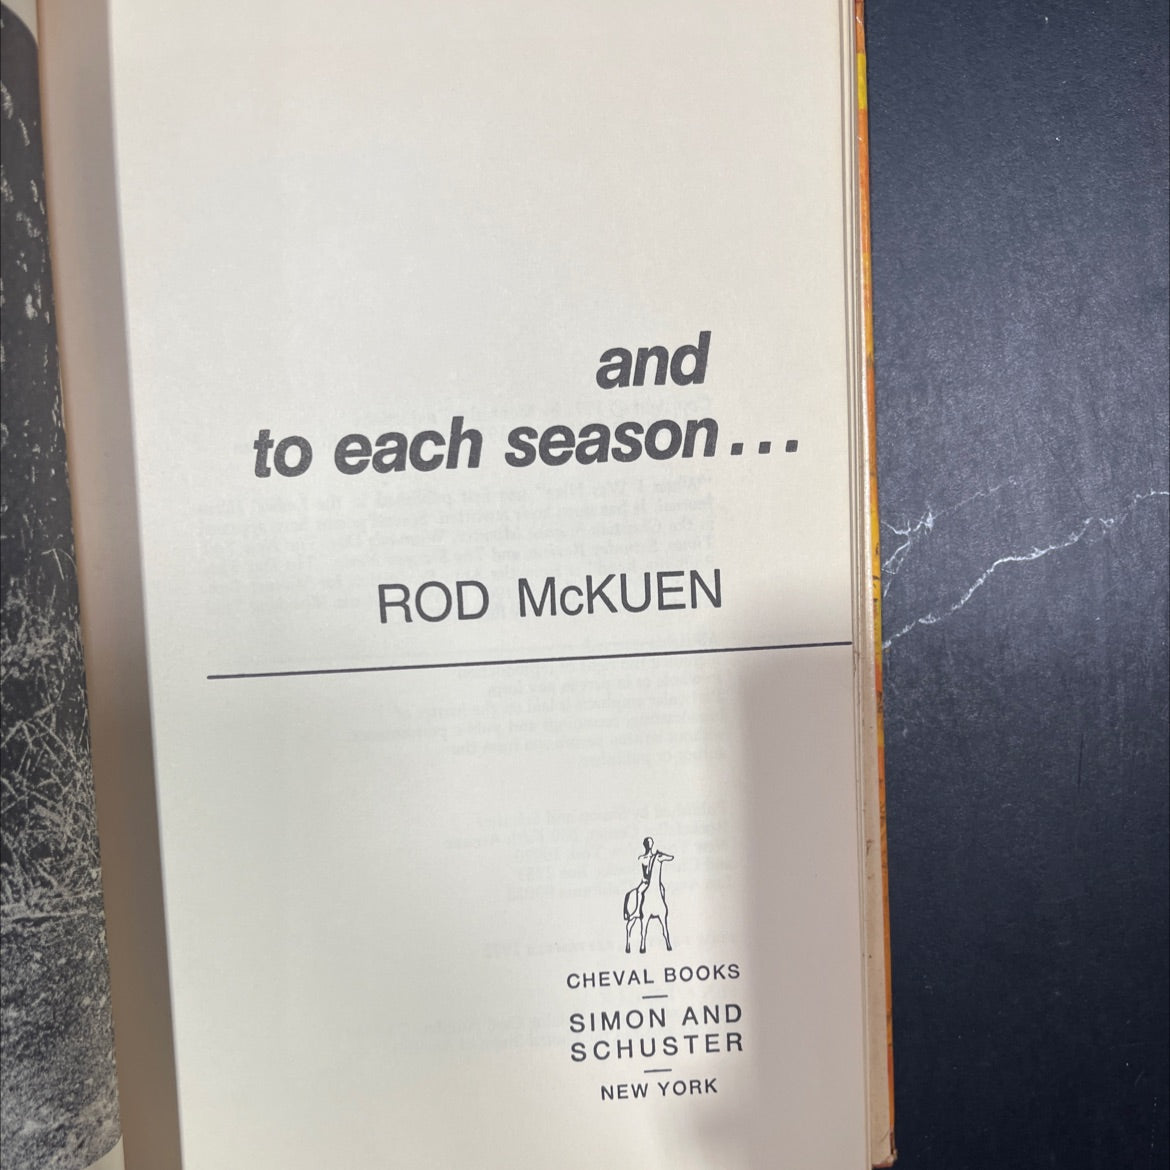 and
to each season...
ROD McKUEN
CHEVAL BOOKS
SIMON AND
SCHUSTER
NEW YORK